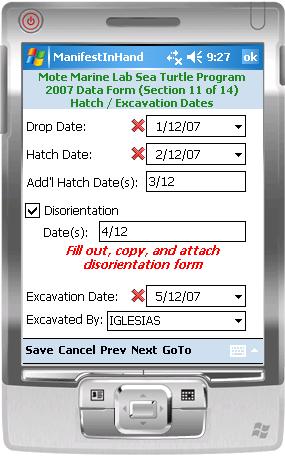 ManifestInHand 9:27 ok
Mote Marine Lab Sea Turtle Program
2007 Data Form (Section 11 of 14)
Hatch / Excavation Dates
Drop Date: 1/12/07
Hatch Date: 2/12/07
Add'l Hatch Date(s): 3/12
Disorientation
Date(s): 4/12
Fill out, copy, and attach
disorientation form
Excavation Date: 5/12/07
Excavated By: IGLESIAS
Save Cancel Prev Next GoTo